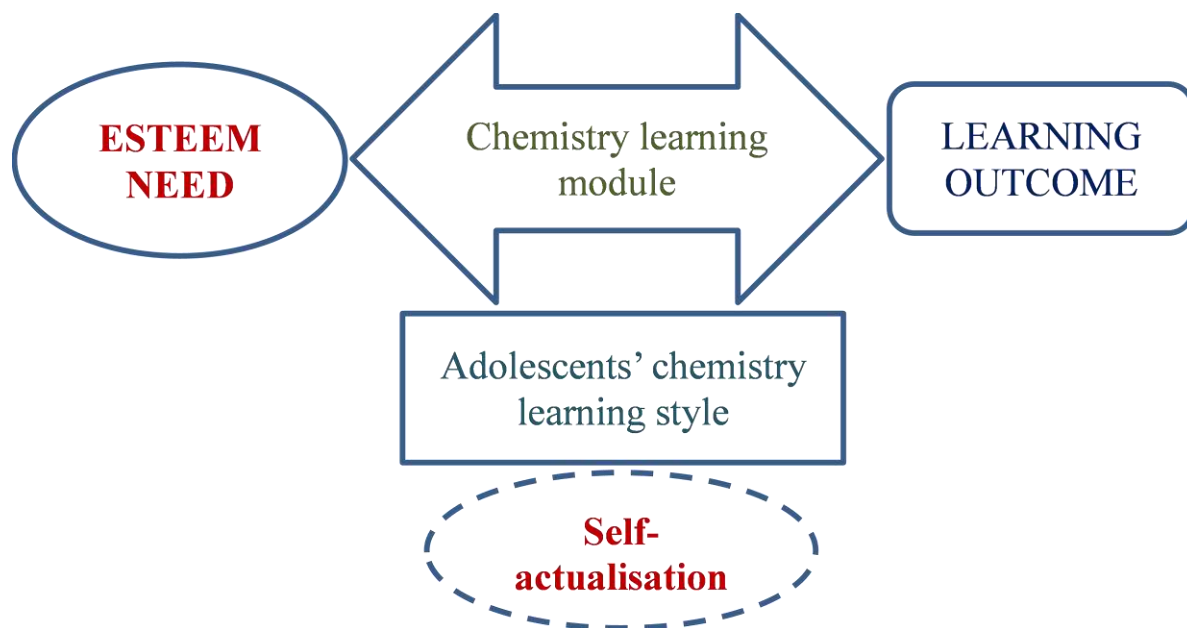 ESTEEM
NEED
Chemistry learning
module
LEARNING
OUTCOME
Adolescents’ chemistry
learning style
Self-
actualisation